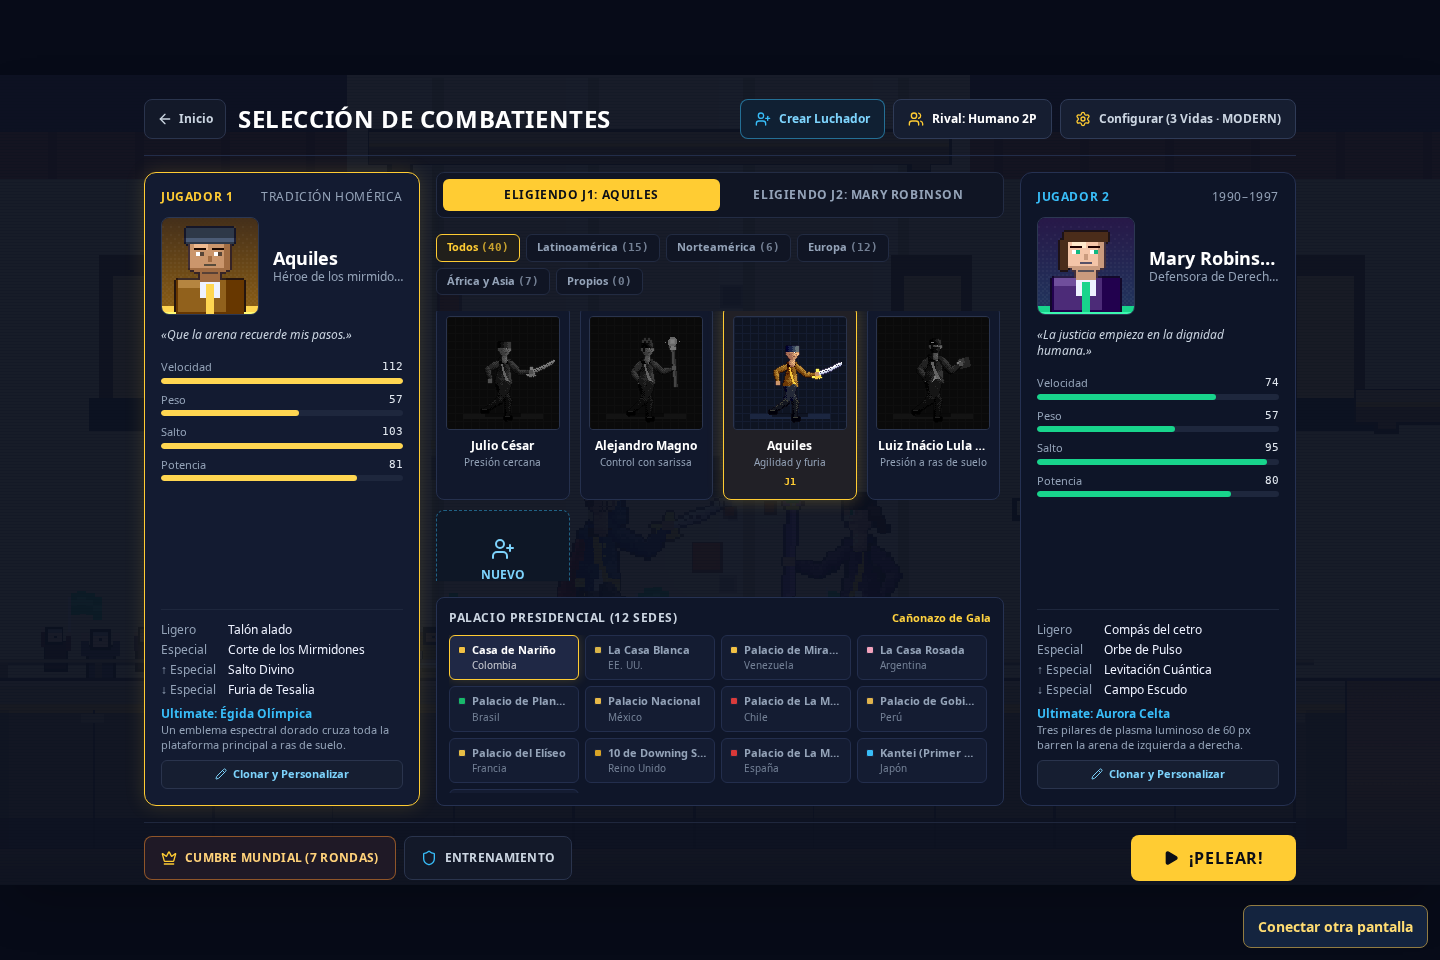 Inicio
SELECCIÓN DE COMBATIENTES
Crear Luchador
Rival: Humano 2P
Configurar (3 Vidas · MODERN)
JUGADOR 1
TRADICIÓN HOMÉRICA
Aquiles
Héroe de los mirmido...
«Que la arena recuerde mis pasos.»
Velocidad 112
Peso 57
Salto 103
Potencia 81
Ligero Talón alado
Especial Corte de los Mirmidones
↑ Especial Salto Divino
↓ Especial Furia de Tesalia
Ultimate: Égida Olímpica
Un emblema espectral dorado cruza toda la
plataforma principal a ras de suelo.
Clonar y Personalizar
ELIGIENDO J1: AQUILES
ELIGIENDO J2: MARY ROBINSON
Todos (40)
Latinoamérica (15)
Norteamérica (6)
Europa (12)
África y Asia (7)
Propios (0)
Julio César
Presión cercana
Alejandro Magno
Control con sarissa
Aquiles
Agilidad y furia
J1
Luiz Inácio Lula ...
Presión a ras de suelo
NUEVO
PALACIO PRESIDENCIAL (12 SEDES)
Cañonazo de Gala
Casa de Nariño
Colombia
La Casa Blanca
EE. UU.
Palacio de Mira...
Venezuela
La Casa Rosada
Argentina
Palacio de Plan...
Brasil
Palacio Nacional
México
Palacio de La M...
Chile
Palacio de Gobi...
Perú
Palacio del Elíseo
Francia
10 de Downing S...
Reino Unido
Palacio de La M...
España
Kantei (Primer ...
Japón
JUGADOR 2
1990–1997
Mary Robins...
Defensora de Derech...
«La justicia empieza en la dignidad
humana.»
Velocidad 74
Peso 57
Salto 95
Potencia 80
Ligero Compás del cetro
Especial Orbe de Pulso
↑ Especial Levitación Cuántica
↓ Especial Campo Escudo
Ultimate: Aurora Celta
Tres pilares de plasma luminoso de 60 px
barren la arena de izquierda a derecha.
Clonar y Personalizar
CUMBRE MUNDIAL (7 RONDAS)
ENTRENAMIENTO
¡PELEAR!
Conectar otra pantalla